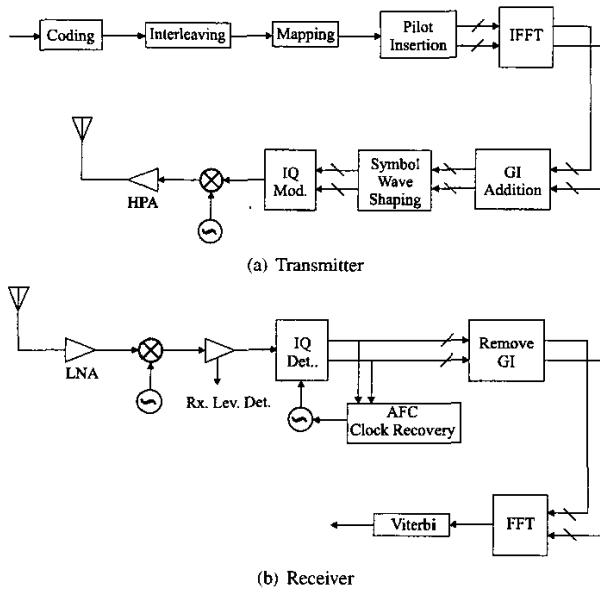 Coding
Interleaving
Mapping
Pilot
Insertion
IFFT
HPA
IQ
Mod.
Symbol
Wave
Shaping
GI
Addition
(a) Transmitter
LNA
Rx. Lev. Det.
IQ
Det..
AFC
Clock Recovery
Remove
GI
Viterbi
FFT
(b) Receiver